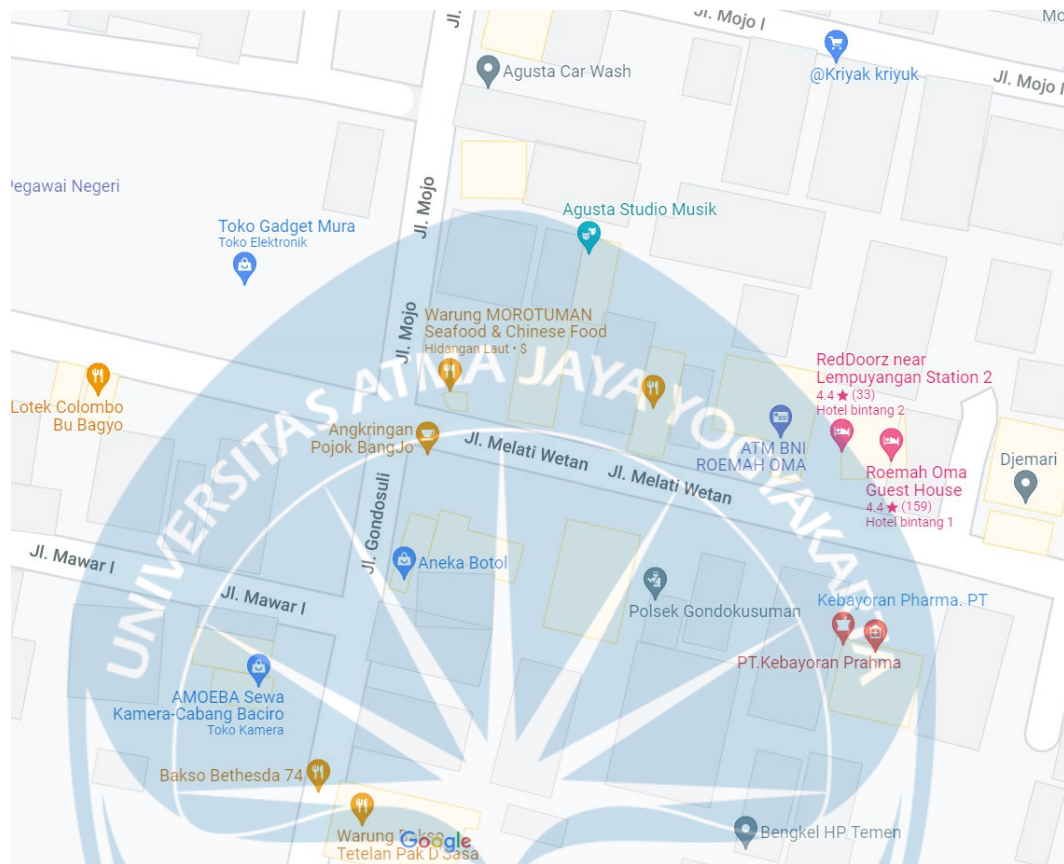 Jl. Mojo I
@Kriyak kriyuk
Jl. Mojo I
Mo
Jl.
Agusta Car Wash
Pegawai Negeri
Jl. Mojo
Agusta Studio Musik
Toko Gadget Mura
Toko Elektronik
Jl. Mojo
Warung MOROTUMAN
Seafood & Chinese Food
Hidangan Laut • $
RedDoorz near
Lempuyangan Station 2
4.4 ★ (33)
Hotel bintang 2
Lotek Colombo
Bu Bagyo
Angkringan
Pojok BangJo
Jl. Melati Wetan
Jl. Melati Wetan
ATM BNI
ROEMAH OMA
Roemah Oma
Guest House
4.4 ★ (159)
Hotel bintang 1
Djemari
Jl. Gondosuli
Jl. Mawar I
Jl. Mawar I
Aneka Botol
Polsek Gondokusuman
Kebayoran Pharma. PT
PT.Kebayoran Prahma
AMOEBA Sewa
Kamera-Cabang Baciro
Toko Kamera
Bakso Bethesda 74
Warung Bakso
Tetelan Pak D Sasa
Google
Bengkel HP Temen
UNIVERSITAS ATMA JAYA YOGYAKARTA